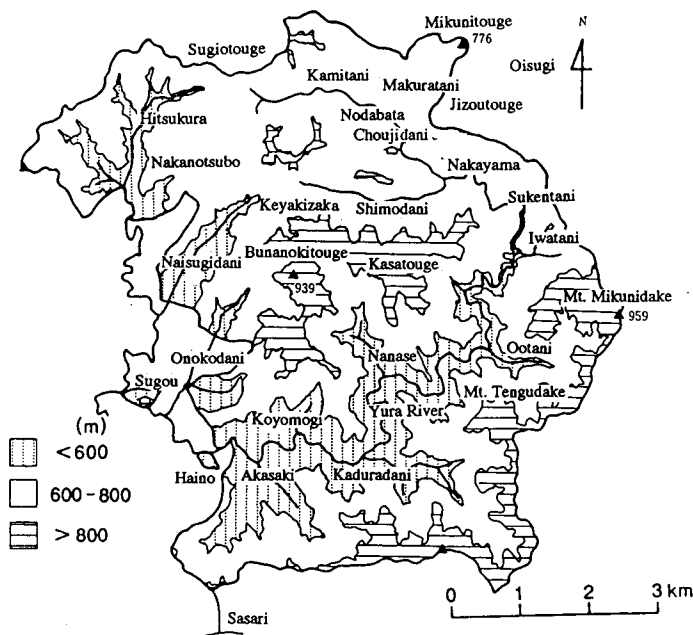 Mikunitouge
776
N
Sugiotouge
Oisugi
Kamitani
Makuratani
Jizoutouge
Hitsukura
Nodabata
Choujidani
Nakanotsubo
Nakayama
Keyakizaka
Shimodani
Sukentani
Iwatani
Naisugidani
Bunanokitouge
Kasatouge
939
Mt. Mikunidake
959
Onokodani
Nanase
Ootani
Sugou
Mt. Tengudake
Koyomogi
Yura River
(m)
<600
600-800
>800
Haino
Akasaki
Kaduradani
Sasari
0 1 2 3 km